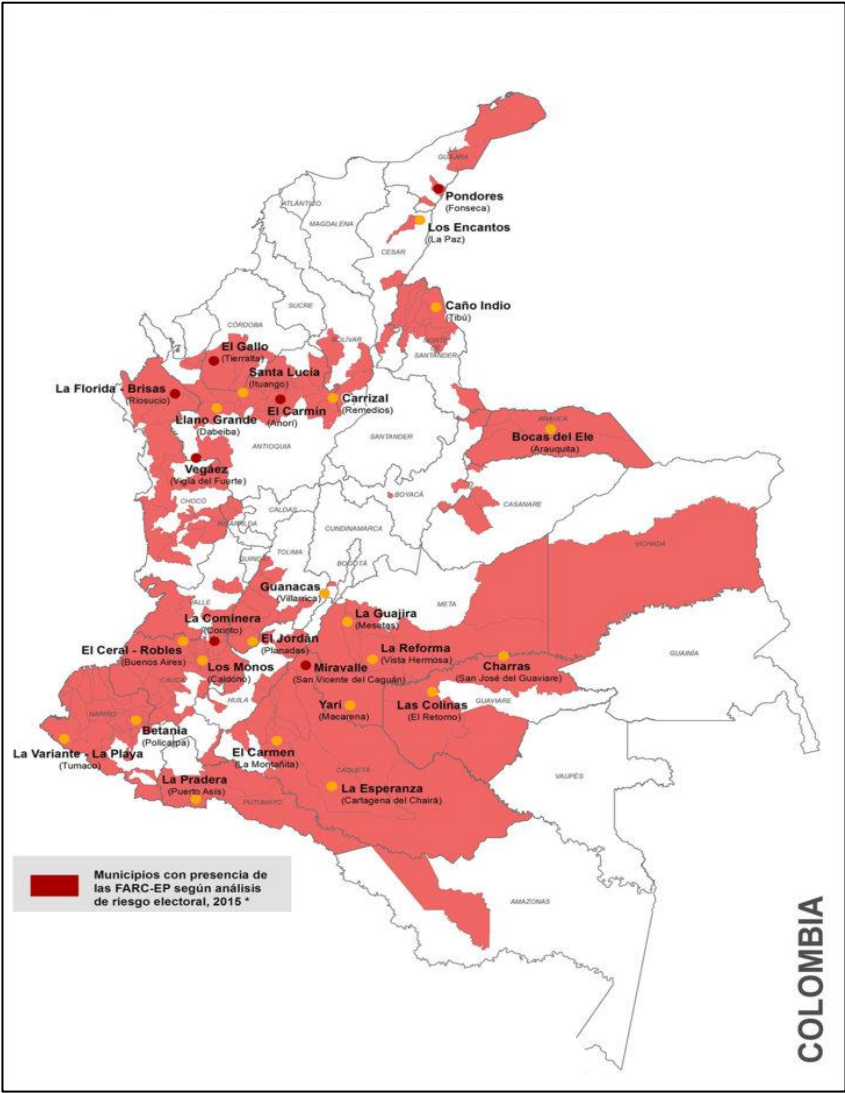 LA
GUAJIRA
Pondores
(Fonseca)
ATLÁNTICO
MAGDALENA
Los Encantos
(La Paz)
CESAR
Caño Indio
(Tibú)
SUCRE
CÓRDOBA
BOLÍVAR
NORTE
SANTANDER
El Gallo
(Tierralta)
Santa Lucía
(Ituango)
La Florida - Brisas
(Riosucio)
Llano Grande
(Dabeiba)
El Carmín
(Anorí)
Carrizal
(Remedios)
ARAUCA
Bocas del Ele
(Arauquita)
ANTIOQUIA
SANTANDER
Vegáez
(Vigía del Fuerte)
CHOCÓ
BOYACÁ
CASANARE
CALDAS
RISARALDA
CUNDINAMARCA
VICHADA
QUINDÍO
TOLIMA
BOGOTÁ
Guanacas
(Villarrica)
VALLE
META
La Cominera
(Corinto)
La Guajira
(Mesetas)
El Ceral - Robles
(Buenos Aires)
El Jordán
(Planadas)
La Reforma
(Vista Hermosa)
GUAINÍA
Los Monos
(Caldono)
Miravalle
(San Vicente del Caguán)
Charras
(San José del Guaviare)
CAUCA
HUILA
Yarí
(Macarena)
Las Colinas
(El Retorno)
GUAVIARE
NARIÑO
Betania
(Policarpa)
La Variante - La Playa
(Tumaco)
El Carmen
(La Montañita)
CAQUETÁ
VAUPÉS
La Pradera
(Puerto Asís)
La Esperanza
(Cartagena del Chairá)
PUTUMAYO
Municipios con presencia de
las FARC-EP según análisis
de riesgo electoral, 2015 *
AMAZONAS
COLOMBIA